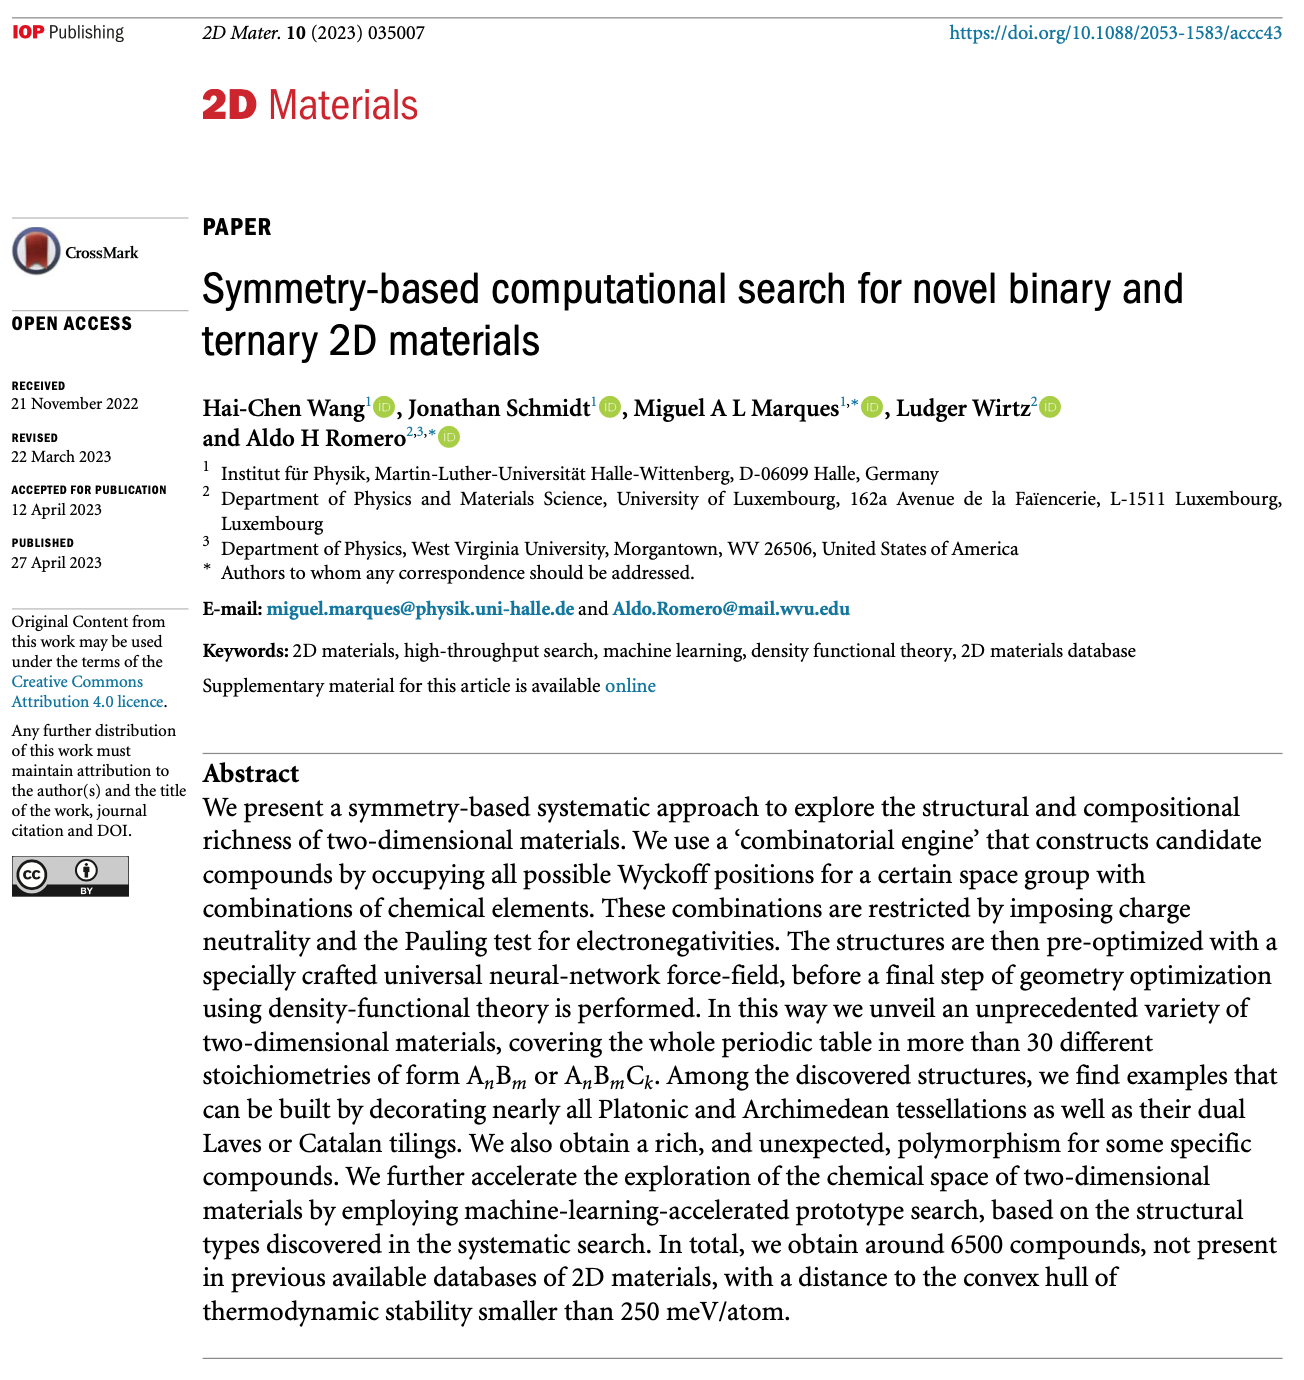 IOP Publishing
2D Mater. 10 (2023) 035007
https://doi.org/10.1088/2053-1583/accc43
2D Materials
CrossMark
OPEN ACCESS
RECEIVED
21 November 2022
REVISED
22 March 2023
ACCEPTED FOR PUBLICATION
12 April 2023
PUBLISHED
27 April 2023
Original Content from
this work may be used
under the terms of the
Creative Commons
Attribution 4.0 licence.
Any further distribution
of this work must
maintain attribution to
the author(s) and the title
of the work, journal
citation and DOI.
cc
BY
PAPER
Symmetry-based computational search for novel binary and
ternary 2D materials
Hai-Chen Wang1 iD, Jonathan Schmidt1 iD, Miguel A L Marques1,* iD, Ludger Wirtz2 iD
and Aldo H Romero2,3,* iD
1 Institut für Physik, Martin-Luther-Universität Halle-Wittenberg, D-06099 Halle, Germany
2 Department of Physics and Materials Science, University of Luxembourg, 162a Avenue de la Faïencerie, L-1511 Luxembourg,
Luxembourg
3 Department of Physics, West Virginia University, Morgantown, WV 26506, United States of America
* Authors to whom any correspondence should be addressed.
E-mail: miguel.marques@physik.uni-halle.de and Aldo.Romero@mail.wvu.edu
Keywords: 2D materials, high-throughput search, machine learning, density functional theory, 2D materials database
Supplementary material for this article is available online
Abstract
We present a symmetry-based systematic approach to explore the structural and compositional
richness of two-dimensional materials. We use a ‘combinatorial engine’ that constructs candidate
compounds by occupying all possible Wyckoff positions for a certain space group with
combinations of chemical elements. These combinations are restricted by imposing charge
neutrality and the Pauling test for electronegativities. The structures are then pre-optimized with a
specially crafted universal neural-network force-field, before a final step of geometry optimization
using density-functional theory is performed. In this way we unveil an unprecedented variety of
two-dimensional materials, covering the whole periodic table in more than 30 different
stoichiometries of form AnBm or AnBmCk. Among the discovered structures, we find examples that
can be built by decorating nearly all Platonic and Archimedean tessellations as well as their dual
Laves or Catalan tilings. We also obtain a rich, and unexpected, polymorphism for some specific
compounds. We further accelerate the exploration of the chemical space of two-dimensional
materials by employing machine-learning-accelerated prototype search, based on the structural
types discovered in the systematic search. In total, we obtain around 6500 compounds, not present
in previous available databases of 2D materials, with a distance to the convex hull of
thermodynamic stability smaller than 250 meV/atom.